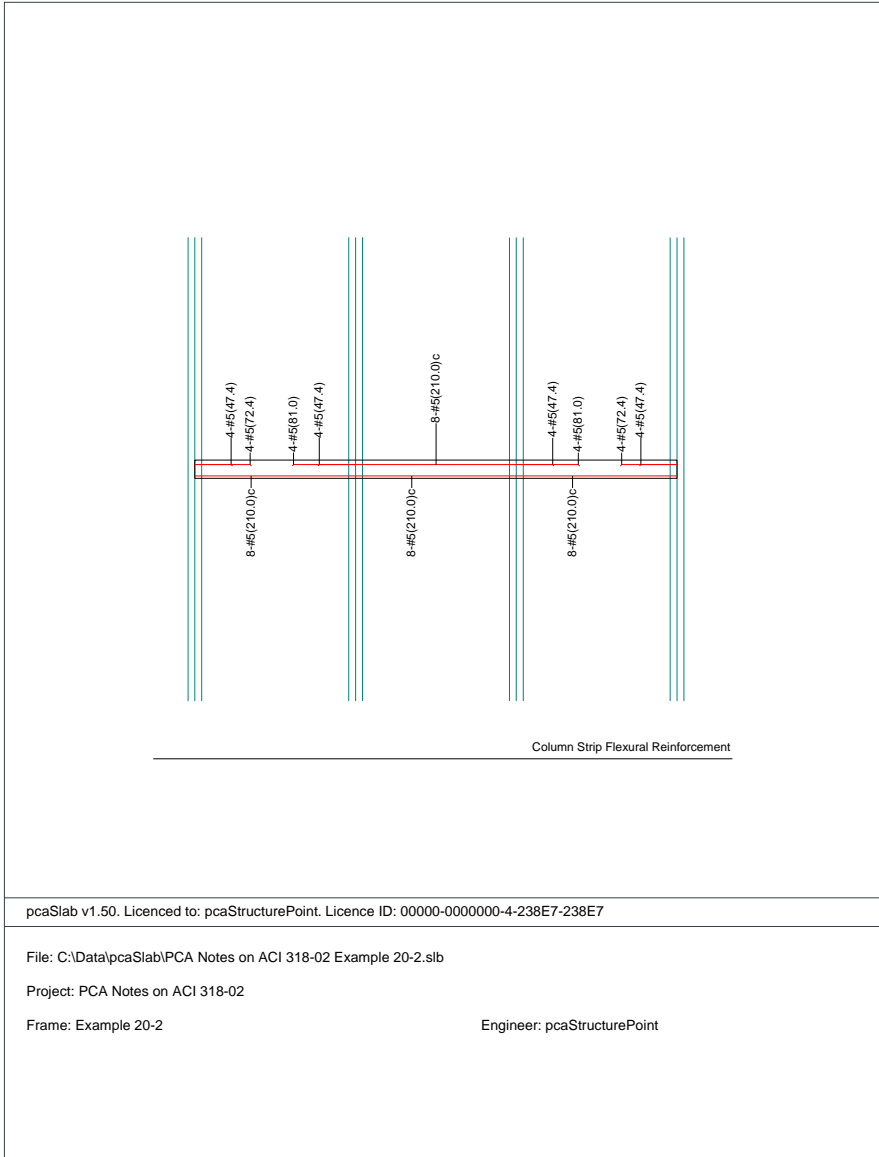 4-#5(47.4)
4-#5(72.4)
4-#5(81.0)
4-#5(47.4)
8-#5(210.0)c
4-#5(47.4)
4-#5(81.0)
4-#5(72.4)
4-#5(47.4)
8-#5(210.0)c
8-#5(210.0)c
8-#5(210.0)c
Column Strip Flexural Reinforcement
pcaSlab v1.50. Licenced to: pcaStructurePoint. Licence ID: 00000-0000000-4-238E7-238E7
File: C:\Data\pcaSlab\PCA Notes on ACI 318-02 Example 20-2.slb
Project: PCA Notes on ACI 318-02
Frame: Example 20-2
Engineer: pcaStructurePoint